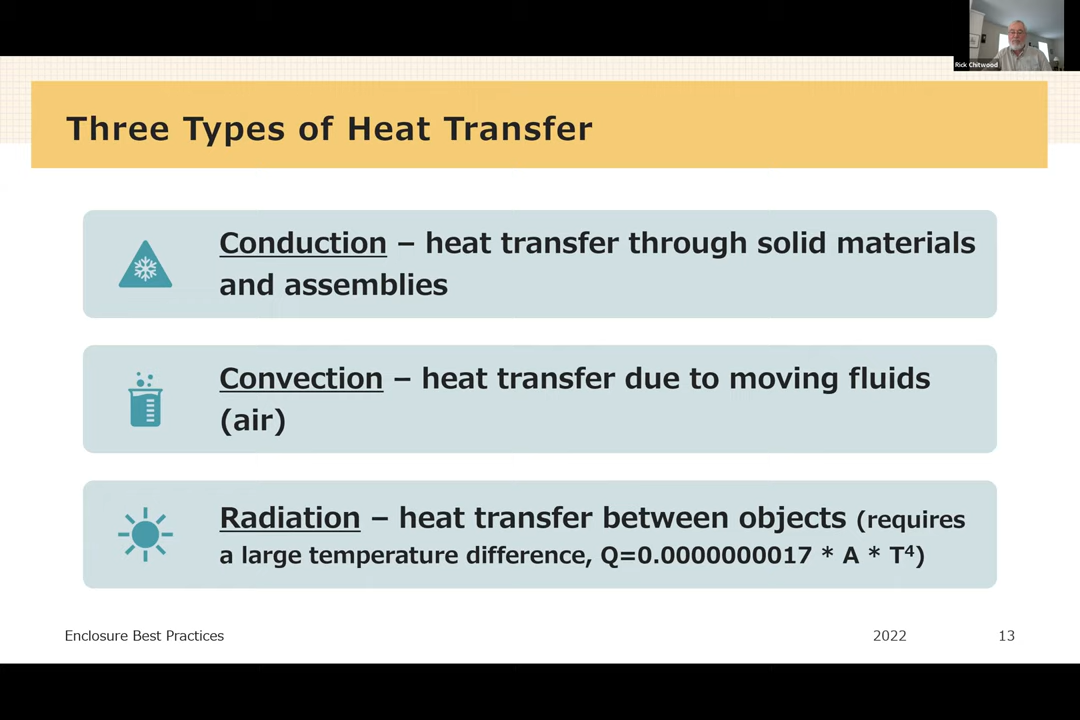 Rick Chitwood
Three Types of Heat Transfer
Conduction – heat transfer through solid materials
and assemblies
Convection – heat transfer due to moving fluids
(air)
Radiation – heat transfer between objects (requires
a large temperature difference, Q=0.0000000017 * A * T⁴)
Enclosure Best Practices
2022
13